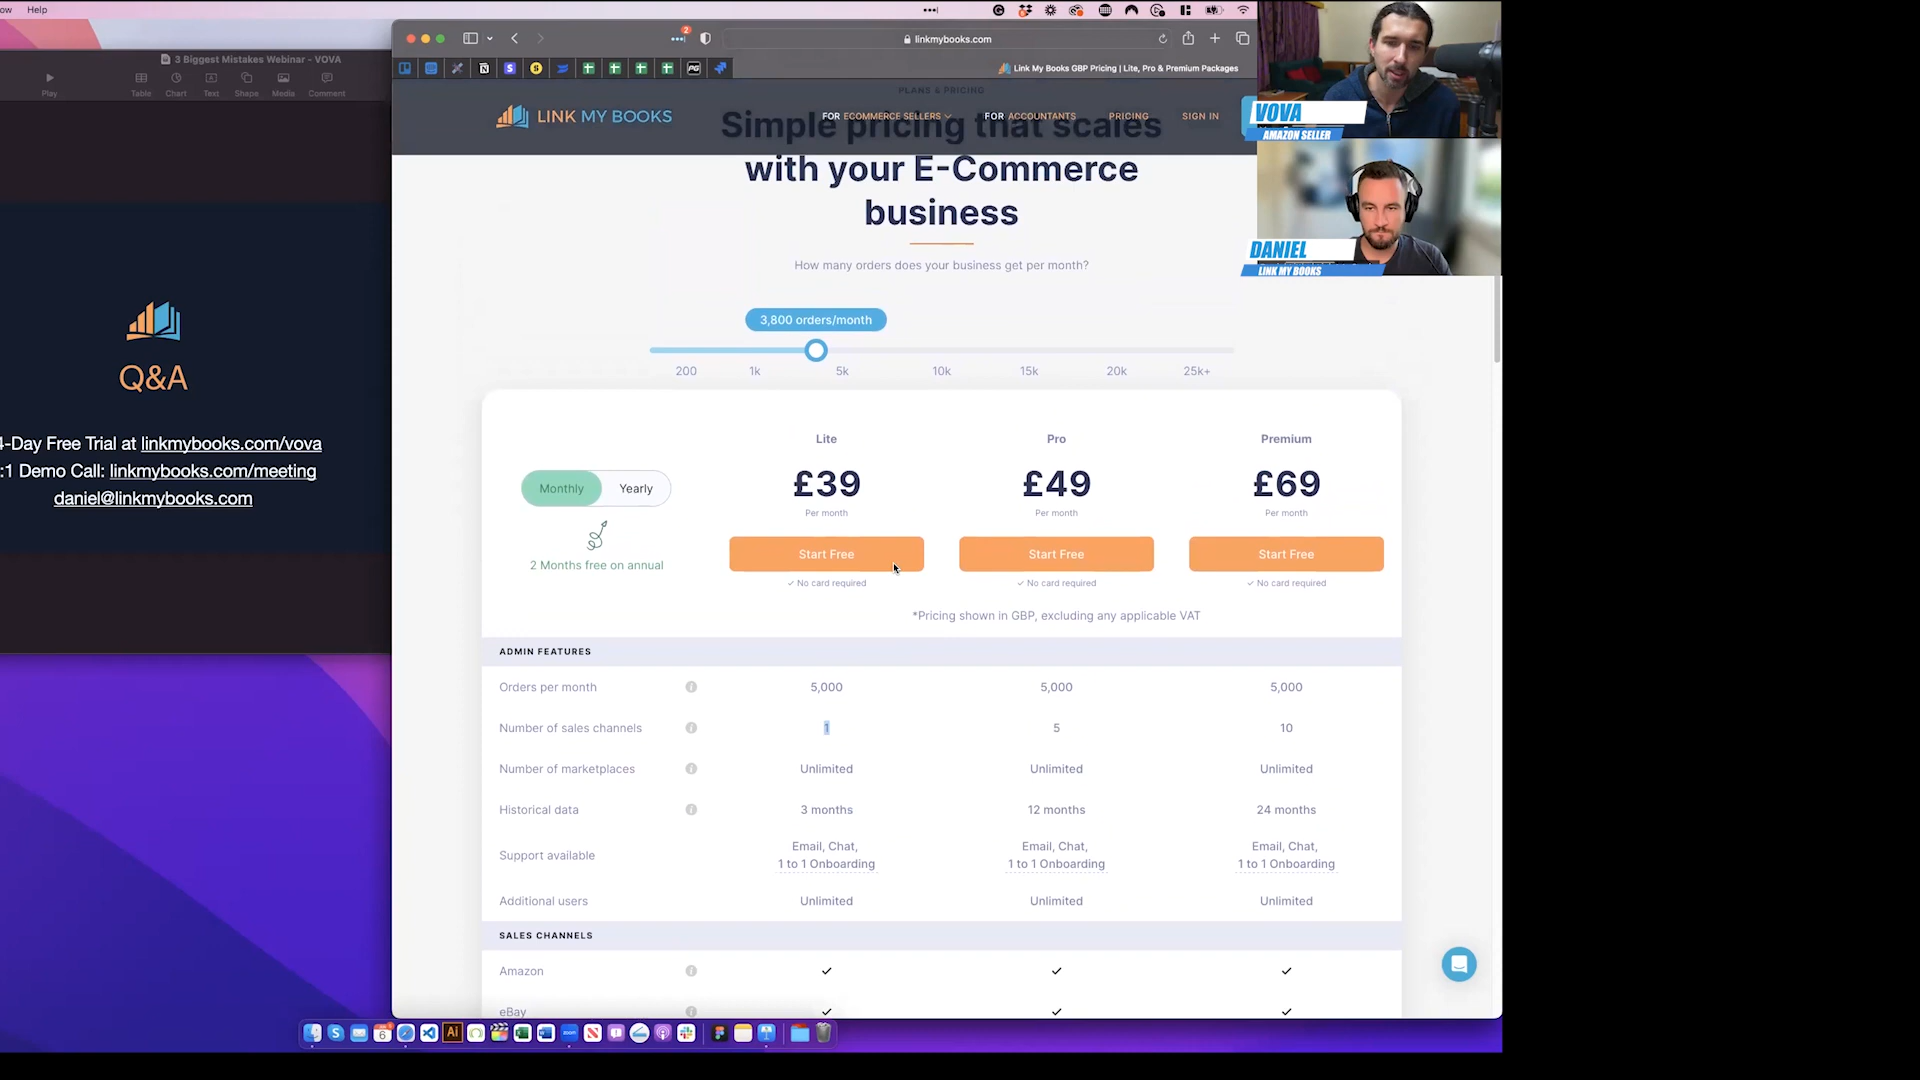 ow Help
3 Biggest Mistakes Webinar - VOVA
Play Table Chart Text Shape Media Comment
2
linkmybooks.com
Link My Books GBP Pricing | Lite, Pro & Premium Packages
PLANS & PRICING
LINK MY BOOKS
FOR ECOMMERCE SELLERS FOR ACCOUNTANTS PRICING SIGN IN
Simple pricing that scales
with your E-Commerce
business
How many orders does your business get per month?
3,800 orders/month
200 1k 5k 10k 15k 20k 25k+
VOVA
AMAZON SELLER
DANIEL
LINK MY BOOKS
Q&A
4-Day Free Trial at linkmybooks.com/vova
:1 Demo Call: linkmybooks.com/meeting
daniel@linkmybooks.com
Lite Pro Premium
Monthly Yearly
£39 £49 £69
Per month Per month Per month
2 Months free on annual
Start Free Start Free Start Free
✓ No card required ✓ No card required ✓ No card required
*Pricing shown in GBP, excluding any applicable VAT
ADMIN FEATURES
Orders per month 5,000 5,000 5,000
Number of sales channels 1 5 10
Number of marketplaces Unlimited Unlimited Unlimited
Historical data 3 months 12 months 24 months
Support available
Email, Chat, Email, Chat, Email, Chat,
1 to 1 Onboarding 1 to 1 Onboarding 1 to 1 Onboarding
Additional users Unlimited Unlimited Unlimited
SALES CHANNELS
Amazon ✓ ✓ ✓
eBay ✓ ✓ ✓
6
Ai
zoom